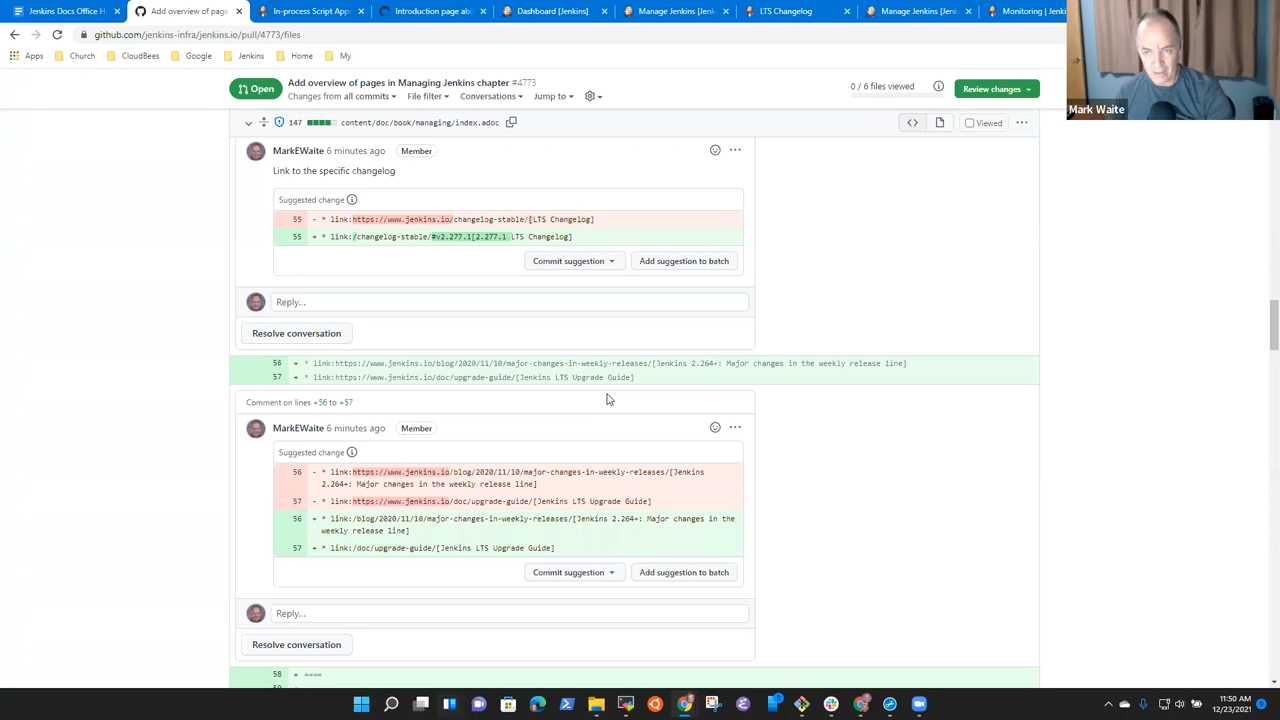 Jenkins Docs Office H
Add overview of page
In-process Script App
Introduction page ab
Dashboard [Jenkins]
Manage Jenkins [Jenk
LTS Changelog
Manage Jenkins [Jenk
Monitoring | Jenk
github.com/jenkins-infra/jenkins.io/pull/4773/files
Apps
Church
CloudBees
Google
Jenkins
Home
My
Open
Add overview of pages in Managing Jenkins chapter #4773
Changes from all commits
File filter
Conversations
Jump to
0 / 6 files viewed
Review changes
Mark Waite
147
content/doc/book/managing/index.adoc
Viewed
MarkEWaite 6 minutes ago Member
Link to the specific changelog
Suggested change
55 - * link:https://www.jenkins.io/changelog-stable/[LTS Changelog]
55 + * link:/changelog-stable/#v2.277.1[2.277.1 LTS Changelog]
Commit suggestion
Add suggestion to batch
Reply...
Resolve conversation
56 + * link:https://www.jenkins.io/blog/2020/11/10/major-changes-in-weekly-releases/[Jenkins 2.264+: Major changes in the weekly release line]
57 + * link:https://www.jenkins.io/doc/upgrade-guide/[Jenkins LTS Upgrade Guide]
Comment on lines +56 to +57
MarkEWaite 6 minutes ago Member
Suggested change
56 - * link:https://www.jenkins.io/blog/2020/11/10/major-changes-in-weekly-releases/[Jenkins
2.264+: Major changes in the weekly release line]
57 - * link:https://www.jenkins.io/doc/upgrade-guide/[Jenkins LTS Upgrade Guide]
56 + * link:/blog/2020/11/10/major-changes-in-weekly-releases/[Jenkins 2.264+: Major changes in the
weekly release line]
57 + * link:/doc/upgrade-guide/[Jenkins LTS Upgrade Guide]
Commit suggestion
Add suggestion to batch
Reply...
Resolve conversation
58 + ====
11:50 AM
12/23/2021